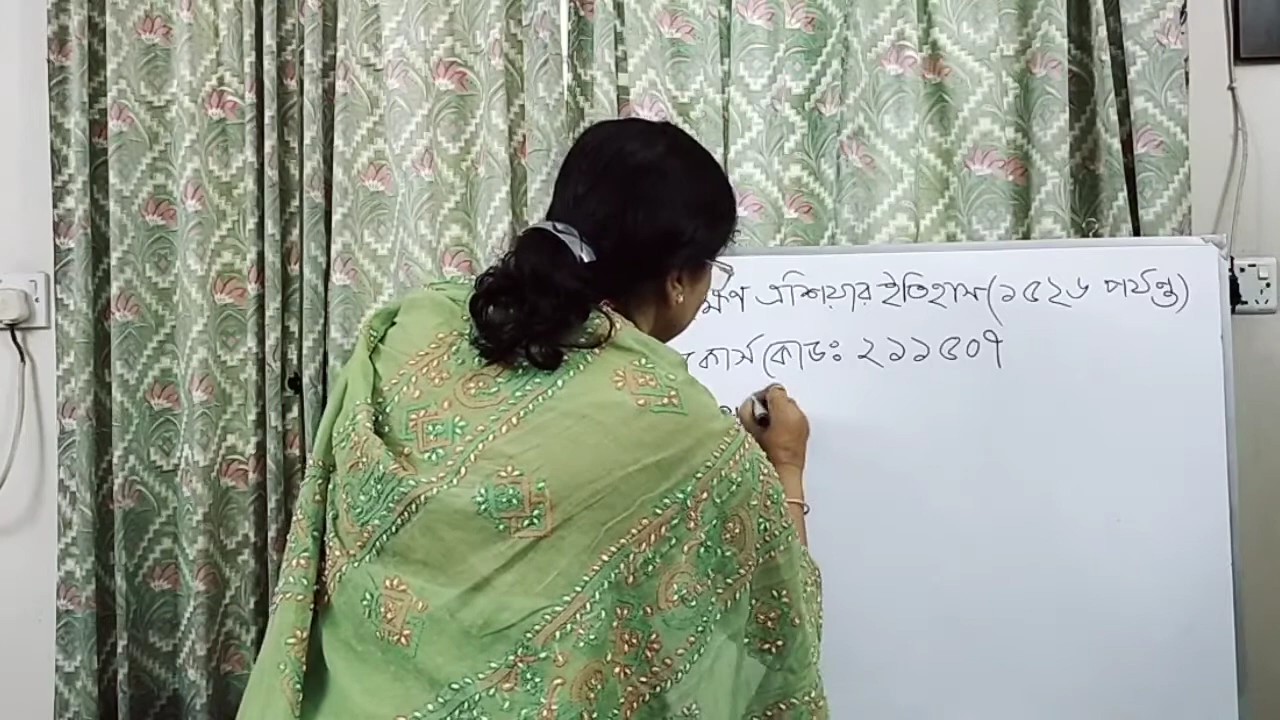 এশিয়ার ইতিহাস (১৫২৬ পর্যন্ত)
কোর্স কোডঃ ২১১৫০৭